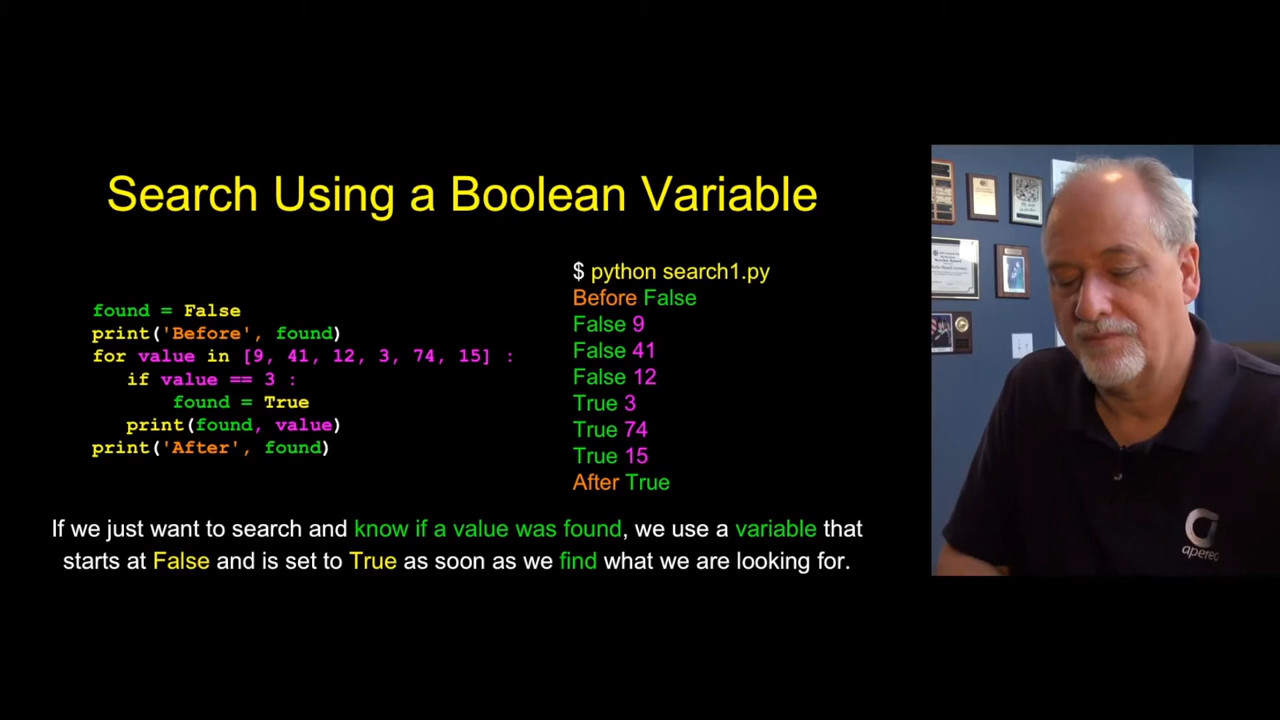 Search Using a Boolean Variable
found = False
print('Before', found)
for value in [9, 41, 12, 3, 74, 15] :
if value == 3 :
found = True
print(found, value)
print('After', found)
$ python search1.py
Before False
False 9
False 41
False 12
True 3
True 74
True 15
After True
If we just want to search and know if a value was found, we use a variable that
starts at False and is set to True as soon as we find what we are looking for.
apereo